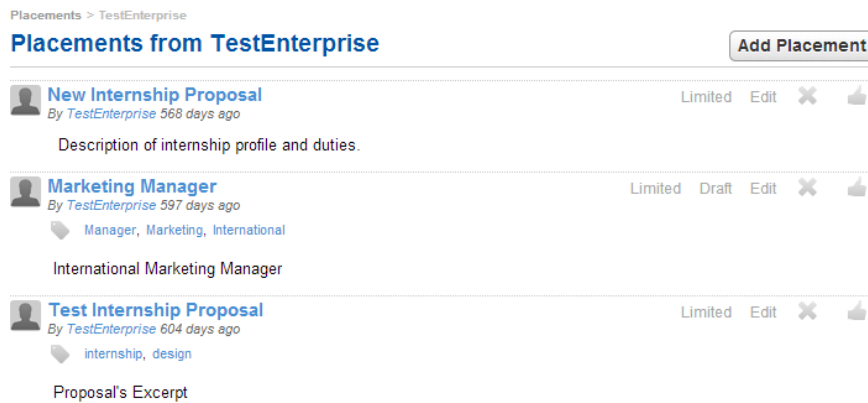 Placements > TestEnterprise
Placements from TestEnterprise
Add Placement
New Internship Proposal
Limited Edit
By TestEnterprise 568 days ago
Description of internship profile and duties.
Marketing Manager
Limited Draft Edit
By TestEnterprise 597 days ago
Manager, Marketing, International
International Marketing Manager
Test Internship Proposal
Limited Edit
By TestEnterprise 604 days ago
internship, design
Proposal's Excerpt